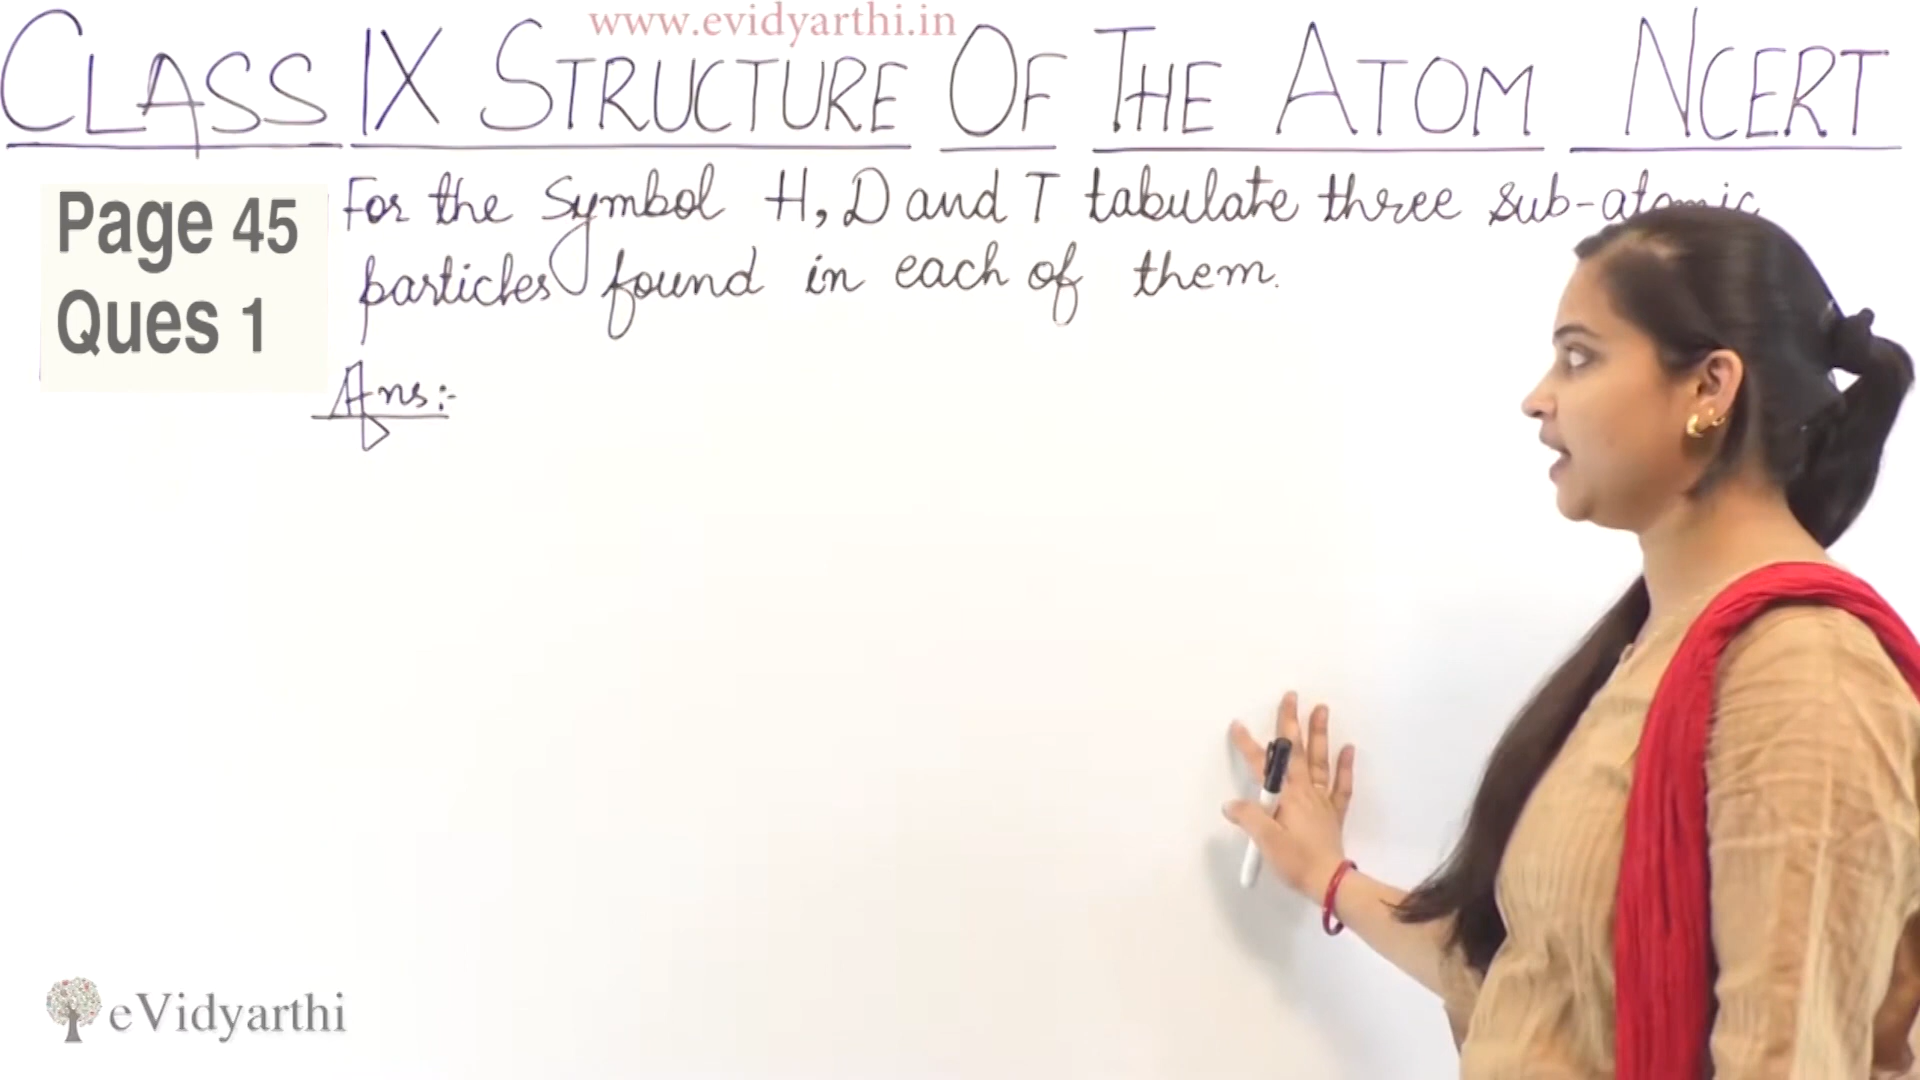 www.evidyarthi.in
CLASS IX STRUCTURE OF THE ATOM NCERT
Page 45
Ques 1
For the Symbol H, D and T tabulate three sub-atomic
particles found in each of them.
Ans:-
eVidyarthi